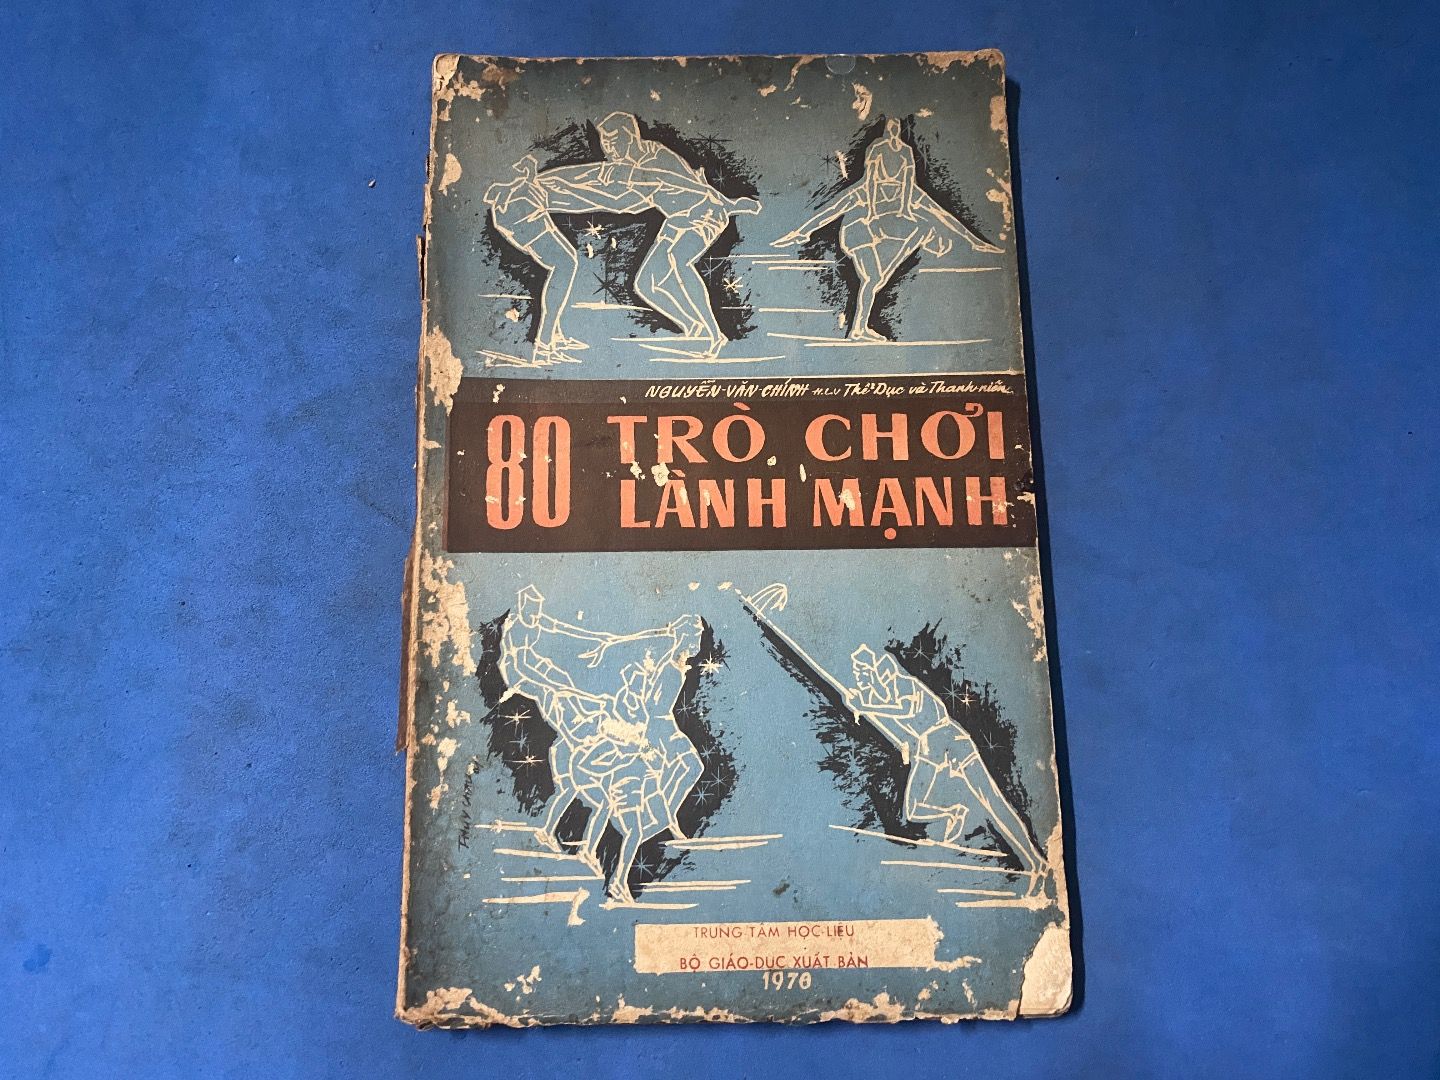 NGUYỄN-VĂN-CHÍNH H.L.V Thể Dục và Thanh-niên
80 TRÒ CHƠI
LÀNH MẠNH
TRUNG TÂM HỌC-LIỆU
BỘ GIÁO-DỤC XUẤT BẢN
1970